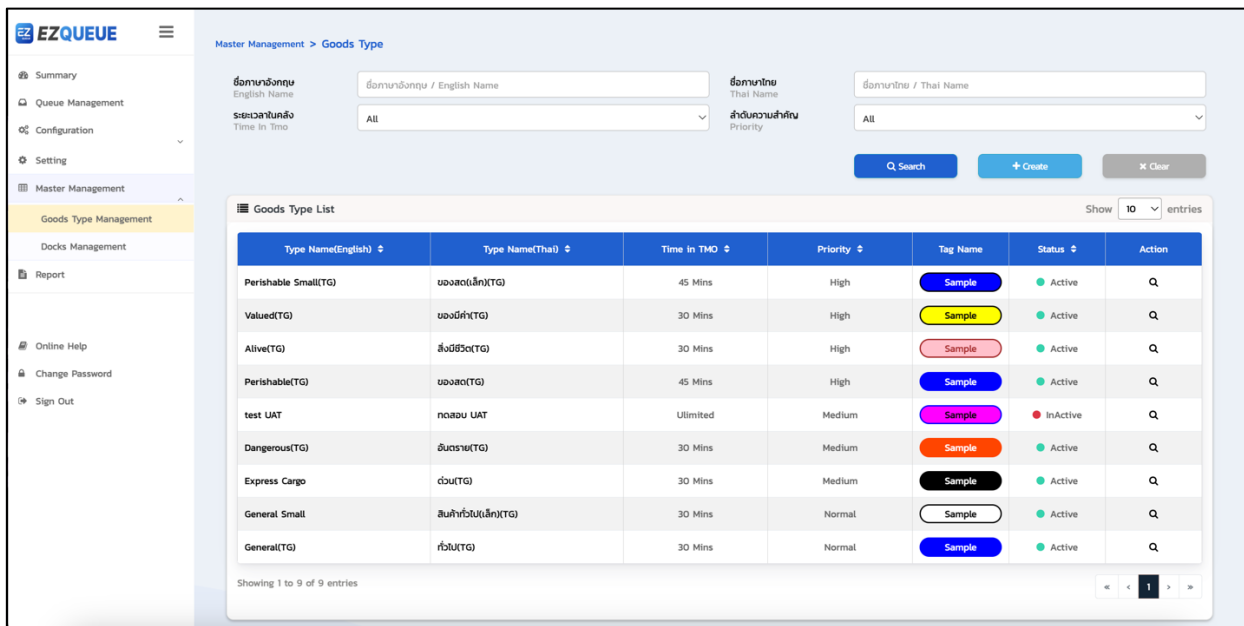 EZ EZQUEUE
Summary
Queue Management
Configuration
Setting
Master Management
Goods Type Management
Docks Management
Report
Online Help
Change Password
Sign Out
Master Management > Goods Type
ชื่อภาษาอังกฤษ
English Name
ชื่อภาษาอังกฤษ / English Name
ชื่อภาษาไทย
Thai Name
ชื่อภาษาไทย / Thai Name
ระยะเวลาในคลัง
Time In Tmo
All
ลำดับความสำคัญ
Priority
All
Search
+ Create
× Clear
Goods Type List
Show 10 entries
Type Name(English) Type Name(Thai) Time in TMO Priority Tag Name Status Action
Perishable Small(TG) ของสด(เล็ก)(TG) 45 Mins High Sample Active
Valued(TG) ของมีค่า(TG) 30 Mins High Sample Active
Alive(TG) สิ่งมีชีวิต(TG) 30 Mins High Sample Active
Perishable(TG) ของสด(TG) 45 Mins High Sample Active
test UAT ทดสอบ UAT Ulimited Medium Sample InActive
Dangerous(TG) อันตราย(TG) 30 Mins Medium Sample Active
Express Cargo ด่วน(TG) 30 Mins Medium Sample Active
General Small สินค้าทั่วไป(เล็ก)(TG) 30 Mins Normal Sample Active
General(TG) ทั่วไป(TG) 30 Mins Normal Sample Active
Showing 1 to 9 of 9 entries
« ‹ 1 › »